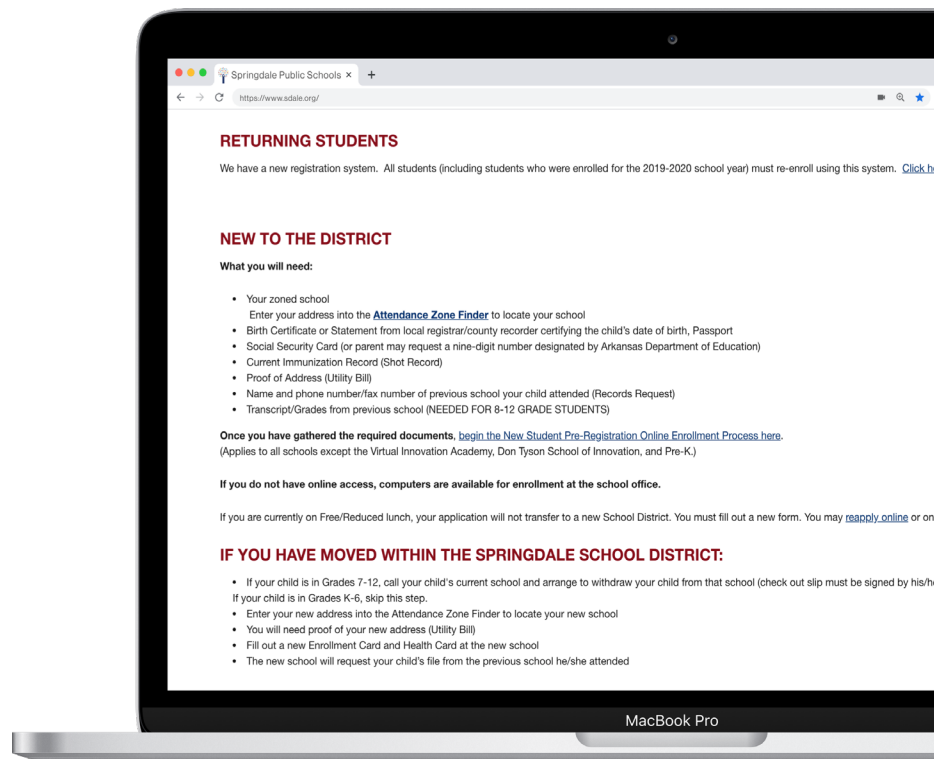 Springdale Public Schools × +
https://www.sdale.org/
RETURNING STUDENTS
We have a new registration system. All students (including students who were enrolled for the 2019-2020 school year) must re-enroll using this system. Click
NEW TO THE DISTRICT
What you will need:
• Your zoned school
Enter your address into the Attendance Zone Finder to locate your school
• Birth Certificate or Statement from local registrar/county recorder certifying the child's date of birth, Passport
• Social Security Card (or parent may request a nine-digit number designated by Arkansas Department of Education)
• Current Immunization Record (Shot Record)
• Proof of Address (Utility Bill)
• Name and phone number/fax number of previous school your child attended (Records Request)
• Transcript/Grades from previous school (NEEDED FOR 8-12 GRADE STUDENTS)
Once you have gathered the required documents, begin the New Student Pre-Registration Online Enrollment Process here.
(Applies to all schools except the Virtual Innovation Academy, Don Tyson School of Innovation, and Pre-K.)
If you do not have online access, computers are available for enrollment at the school office.
If you are currently on Free/Reduced lunch, your application will not transfer to a new School District. You must fill out a new form. You may reapply online or on
IF YOU HAVE MOVED WITHIN THE SPRINGDALE SCHOOL DISTRICT:
• If your child is in Grades 7-12, call your child's current school and arrange to withdraw your child from that school (check out slip must be signed by
If your child is in Grades K-6, skip this step.
• Enter your new address into the Attendance Zone Finder to locate your new school
• You will need proof of your new address (Utility Bill)
• Fill out a new Enrollment Card and Health Card at the new school
• The new school will request your child's file from the previous school he/she attended
MacBook Pro